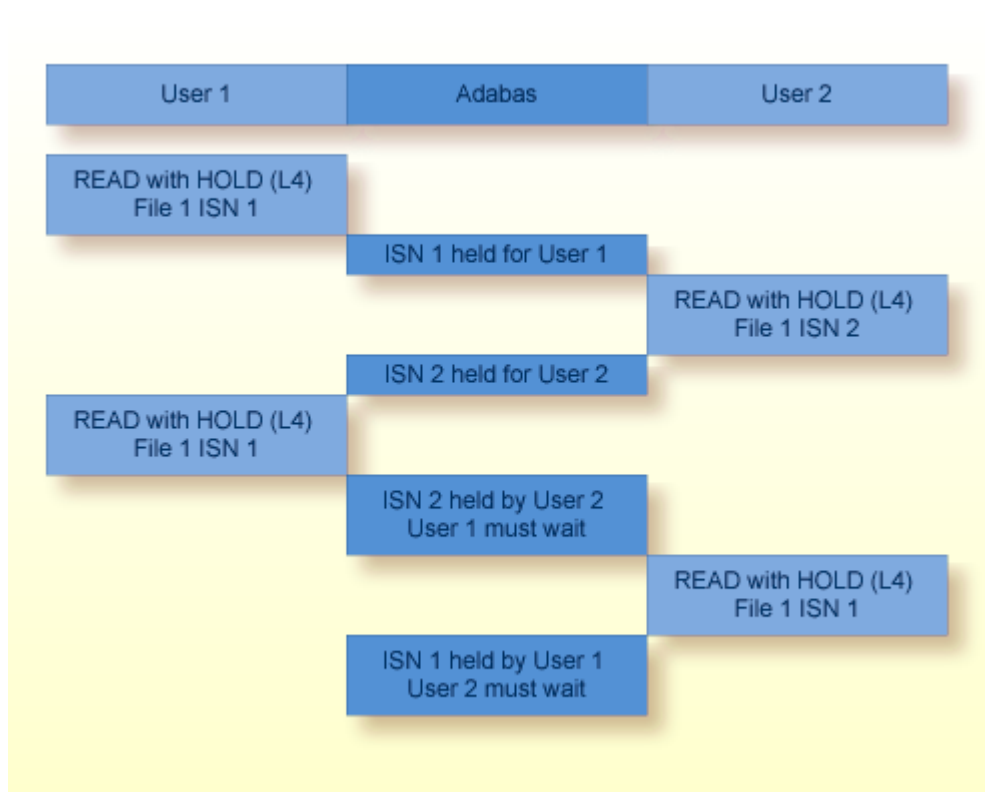 User 1
Adabas
User 2
READ with HOLD (L4)
File 1 ISN 1
ISN 1 held for User 1
READ with HOLD (L4)
File 1 ISN 2
ISN 2 held for User 2
READ with HOLD (L4)
File 1 ISN 1
ISN 2 held by User 2
User 1 must wait
READ with HOLD (L4)
File 1 ISN 1
ISN 1 held by User 1
User 2 must wait